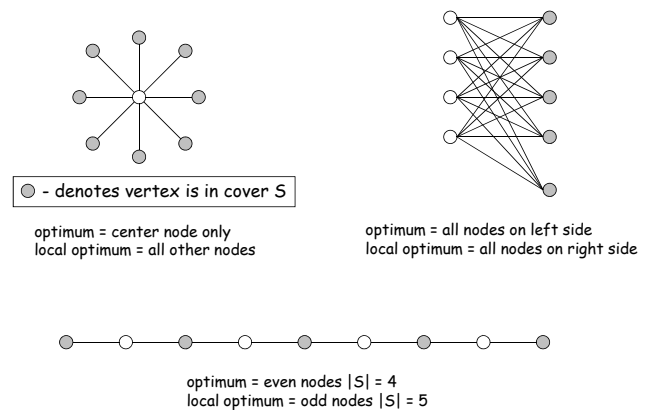 - denotes vertex is in cover S
optimum = center node only
local optimum = all other nodes
optimum = all nodes on left side
local optimum = all nodes on right side
optimum = even nodes |S| = 4
local optimum = odd nodes |S| = 5